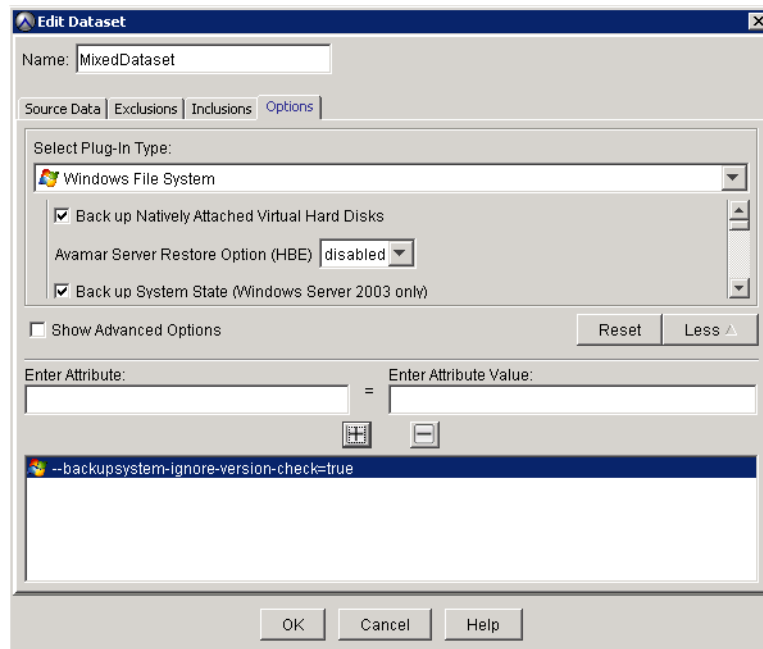 Edit Dataset
Name: MixedDataset
Source Data Exclusions Inclusions Options
Select Plug-In Type:
Windows File System
Back up Natively Attached Virtual Hard Disks
Avamar Server Restore Option (HBE) disabled
Back up System State (Windows Server 2003 only)
Show Advanced Options Reset Less
Enter Attribute: = Enter Attribute Value:
--backupsystem-ignore-version-check=true
OK Cancel Help